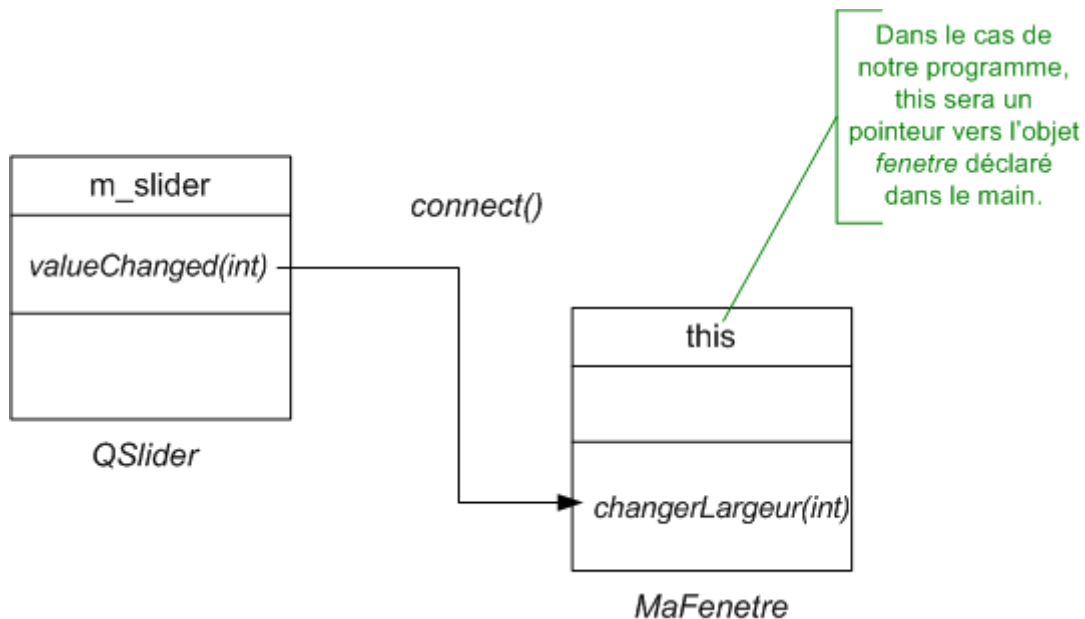 Dans le cas de
notre programme,
this sera un
pointeur vers l'objet
fenetre déclaré
dans le main.
m_slider
connect()
valueChanged(int)
this
QSlider
changerLargeur(int)
MaFenetre